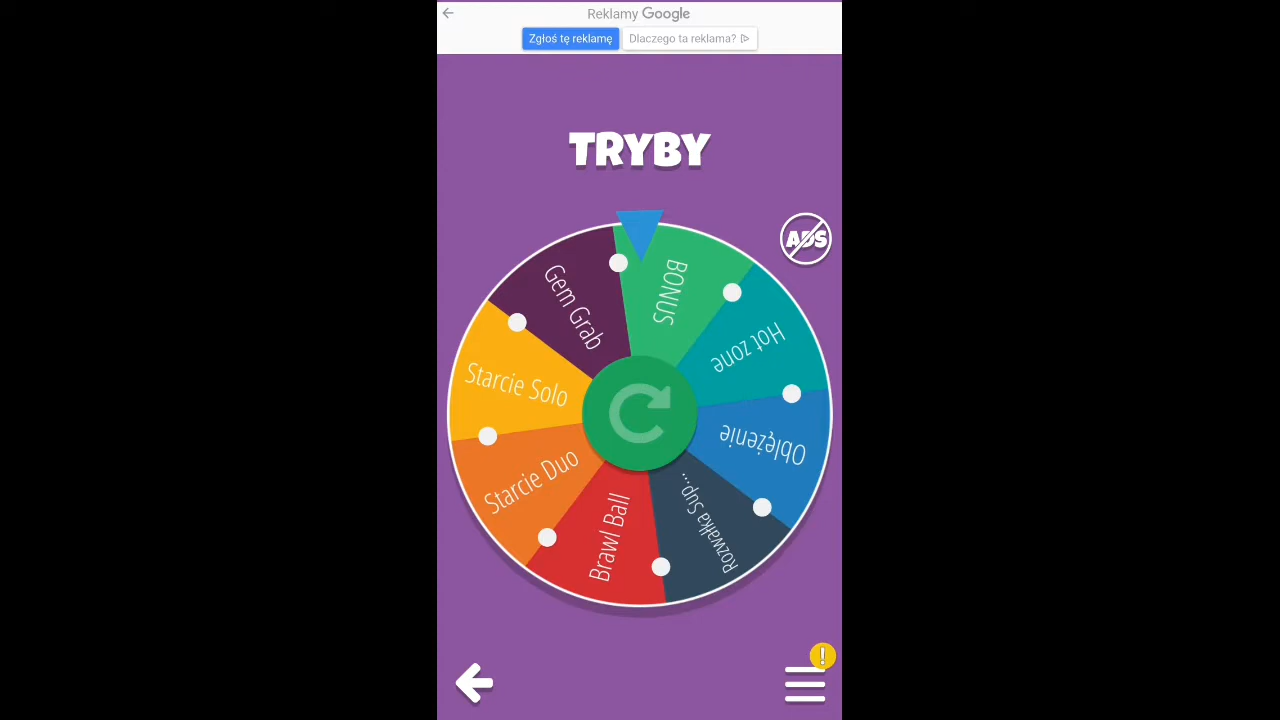 Reklamy Google
Zgłoś tę reklamę
Dlaczego ta reklama?
TRYBY
ADS
BONUS
Hot zone
Oblężenie
Rozwałka Sup...
Brawl Ball
Starcie Duo
Starcie Solo
Gem Grab
!